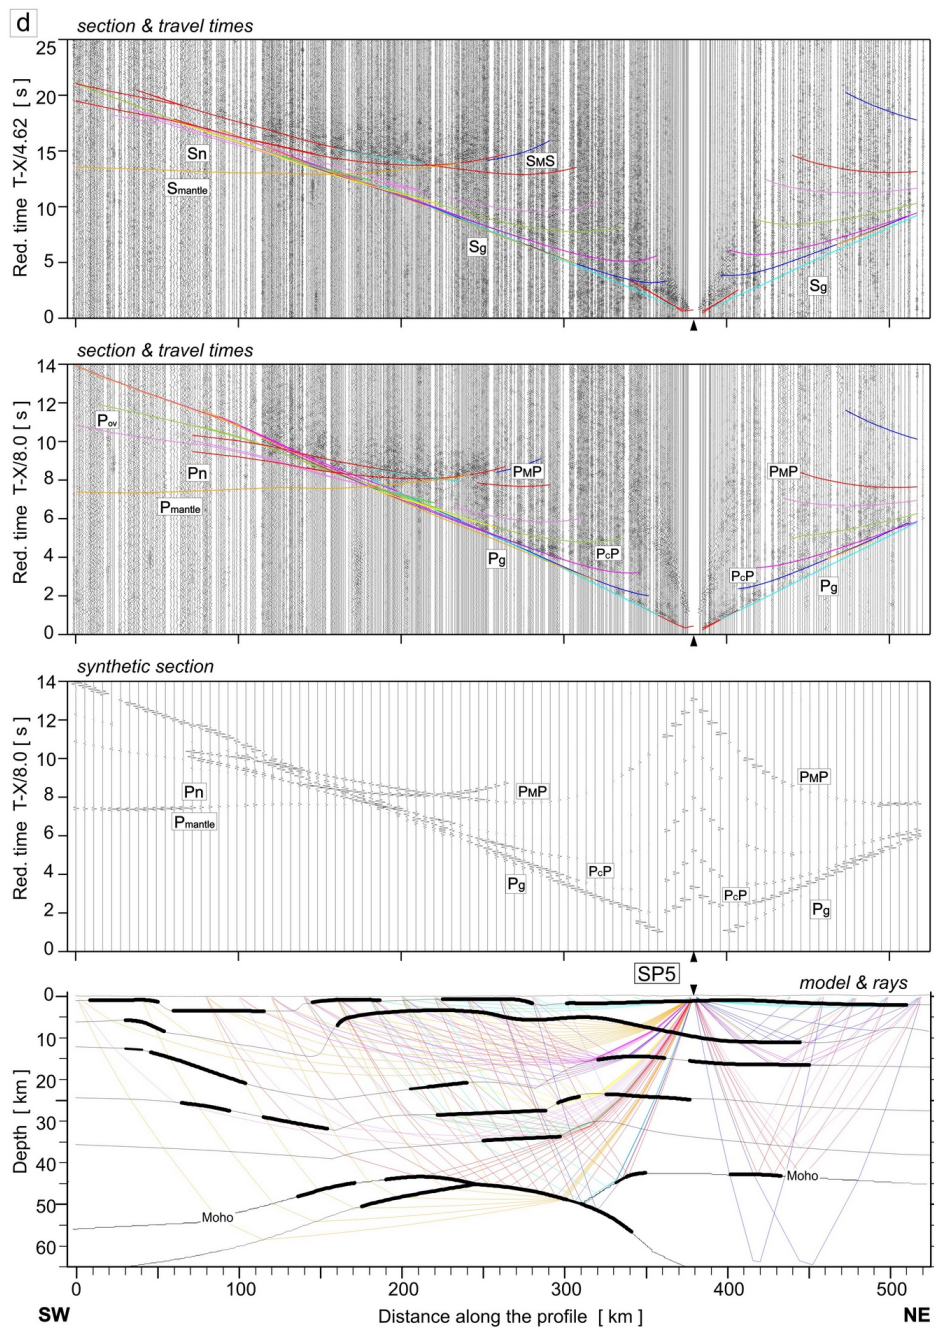 d
section & travel times
Red. time T-X/4.62 [ s ]
25
20
15
10
5
0
Sn
Smantle
Sg
SMS
Sg
section & travel times
Red. time T-X/8.0 [ s ]
14
12
10
8
6
4
2
0
Pov
Pn
Pmantle
Pg
PMP
PcP
PMP
PcP
Pg
synthetic section
Red. time T-X/8.0 [ s ]
14
12
10
8
6
4
2
0
Pn
Pmantle
Pg
PMP
PcP
PMP
PcP
Pg
SP5
model & rays
Depth [ km ]
0
10
20
30
40
50
60
Moho
Moho
0 100 200 300 400 500
SW Distance along the profile [ km ] NE